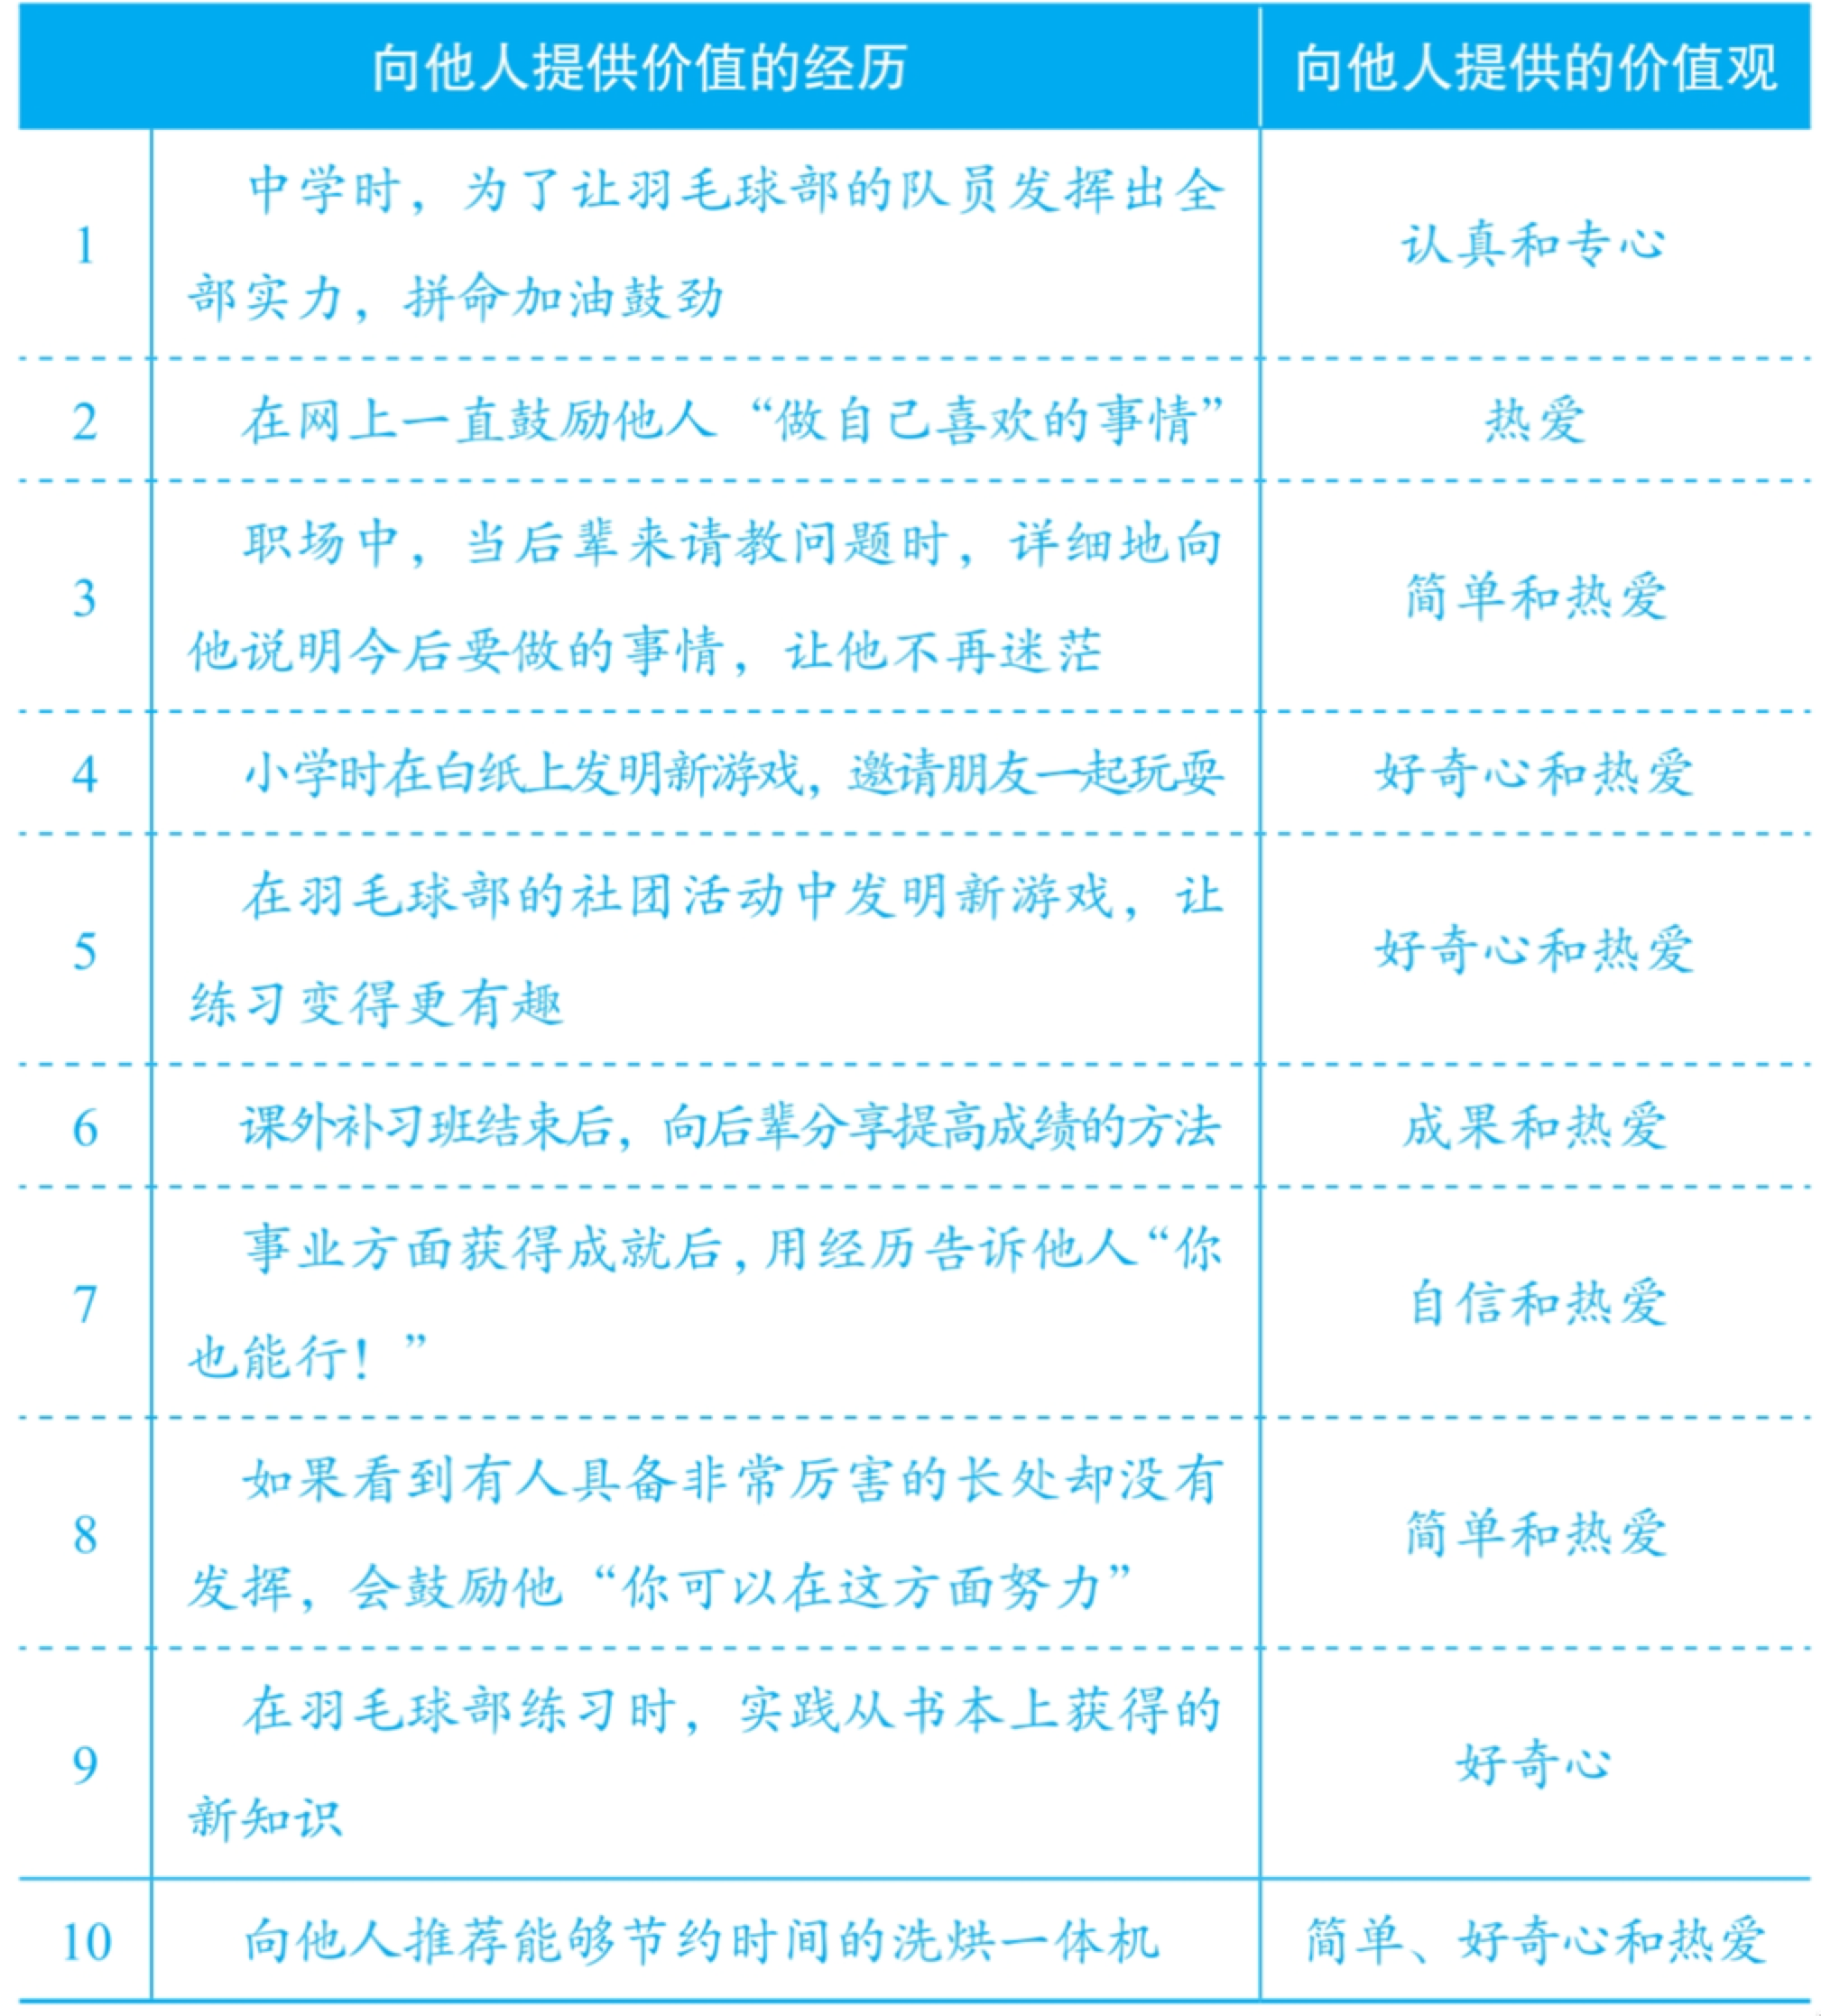 向他人提供价值的经历 向他人提供的价值观
1 中学时，为了让羽毛球部的队员发挥出全
部实力，拼命加油鼓劲
认真和专心
2 在网上一直鼓励他人“做自己喜欢的事情” 热爱
3 职场中，当后辈来请教问题时，详细地向
他说明今后要做的事情，让他不再迷茫
简单和热爱
4 小学时在白纸上发明新游戏，邀请朋友一起玩耍 好奇心和热爱
5 在羽毛球部的社团活动中发明新游戏，让
练习变得更有趣
好奇心和热爱
6 课外补习班结束后，向后辈分享提高成绩的方法 成果和热爱
7 事业方面获得成就后，用经历告诉他人“你
也能行！”
自信和热爱
8 如果看到有人具备非常厉害的长处却没有
发挥，会鼓励他“你可以在这方面努力”
简单和热爱
9 在羽毛球部练习时，实践从书本上获得的
新知识
好奇心
10 向他人推荐能够节约时间的洗烘一体机 简单、好奇心和热爱